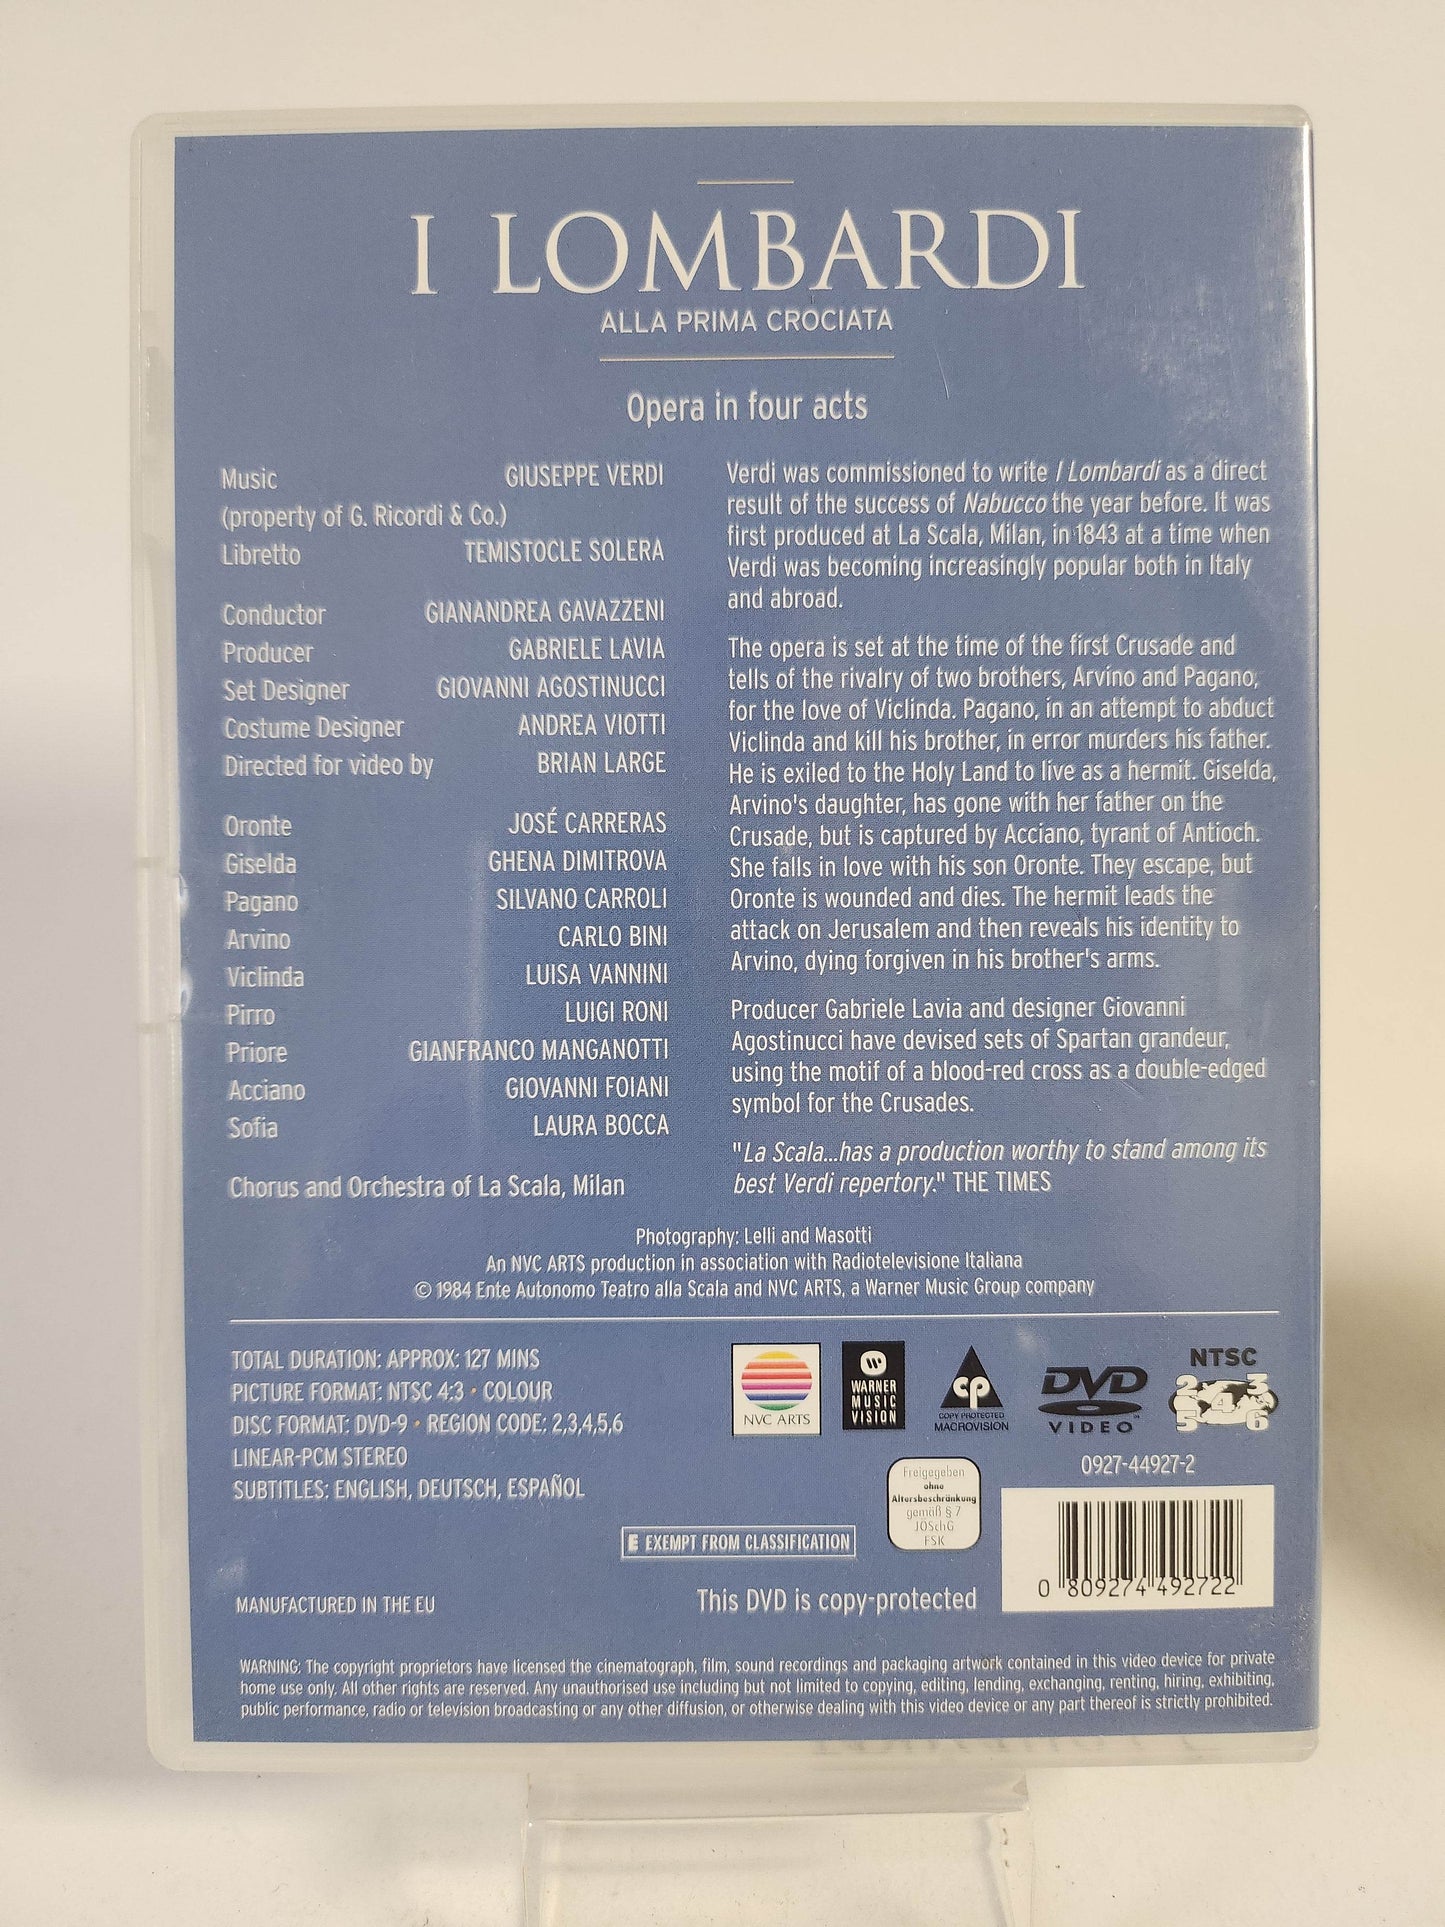 I LOMBARDI
ALLA PRIMA CROCIATA
Opera in four acts
Music GIUSEPPE VERDI
(property of G. Ricordi & Co.)
Libretto TEMISTOCLE SOLERA
Conductor GIANANDREA GAVAZZENI
Producer GABRIELE LAVIA
Set Designer GIOVANNI AGOSTINUCCI
Costume Designer ANDREA VIOTTI
Directed for video by BRIAN LARGE
Oronte JOSÉ CARRERAS
Giselda GHENA DIMITROVA
Pagano SILVANO CARROLI
Arvino CARLO BINI
Viclinda LUISA VANNINI
Pirro LUIGI RONI
Priore GIANFRANCO MANGANOTTI
Acciano GIOVANNI FOIANI
Sofia LAURA BOCCA
Chorus and Orchestra of La Scala, Milan
Verdi was commissioned to write I Lombardi as a direct
result of the success of Nabucco the year before. It was
first produced at La Scala, Milan, in 1843 at a time when
Verdi was becoming increasingly popular both in Italy
and abroad.
The opera is set at the time of the first Crusade and
tells of the rivalry of two brothers, Arvino and Pagano,
for the love of Viclinda. Pagano, in an attempt to abduct
Viclinda and kill his brother, in error murders his father.
He is exiled to the Holy Land to live as a hermit. Giselda,
Arvino's daughter, has gone with her father on the
Crusade, but is captured by Acciano, tyrant of Antioch.
She falls in love with his son Oronte. They escape, but
Oronte is wounded and dies. The hermit leads the
attack on Jerusalem and then reveals his identity to
Arvino, dying forgiven in his brother's arms.
Producer Gabriele Lavia and designer Giovanni
Agostinucci have devised sets of Spartan grandeur,
using the motif of a blood-red cross as a double-edged
symbol for the Crusades.
"La Scala...has a production worthy to stand among its
best Verdi repertory." THE TIMES
Photography: Lelli and Masotti
An NVC ARTS production in association with Radiotelevisione Italiana
© 1984 Ente Autonomo Teatro alla Scala and NVC ARTS, a Warner Music Group company
TOTAL DURATION: APPROX: 127 MINS
PICTURE FORMAT: NTSC 4:3 • COLOUR
DISC FORMAT: DVD-9 • REGION CODE: 2,3,4,5,6
LINEAR-PCM STEREO
SUBTITLES: ENGLISH, DEUTSCH, ESPAÑOL
NVC ARTS
WARNER
MUSIC
VISION
cp
COPY PROTECTED
MACROVISION
DVD
VIDEO
NTSC
2 3
4
5 6
0927-44927-2
Freigegeben
ohne
Altersbeschränkung
gemäß § 7
JÖSchG
FSK
E EXEMPT FROM CLASSIFICATION
0 809274 492722
MANUFACTURED IN THE EU
This DVD is copy-protected
WARNING: The copyright proprietors have licensed the cinematograph, film, sound recordings and packaging artwork contained in this video device for private
home use only. All other rights are reserved. Any unauthorised use including but not limited to copying, editing, lending, exchanging, renting, hiring, exhibiting,
public performance, radio or television broadcasting or any other diffusion, or otherwise dealing with this video device or any part thereof is strictly prohibited.